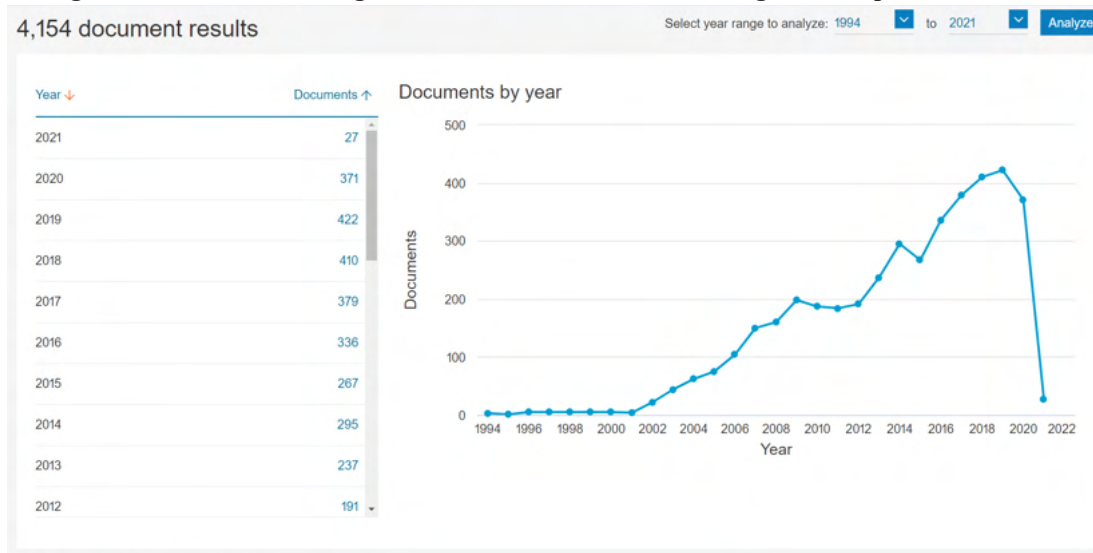 4,154 document results
Select year range to analyze: 1994 to 2021 Analyze
Year Documents
2021 27
2020 371
2019 422
2018 410
2017 379
2016 336
2015 267
2014 295
2013 237
2012 191
Documents by year
Documents
500
400
300
200
100
0
1994 1996 1998 2000 2002 2004 2006 2008 2010 2012 2014 2016 2018 2020 2022
Year